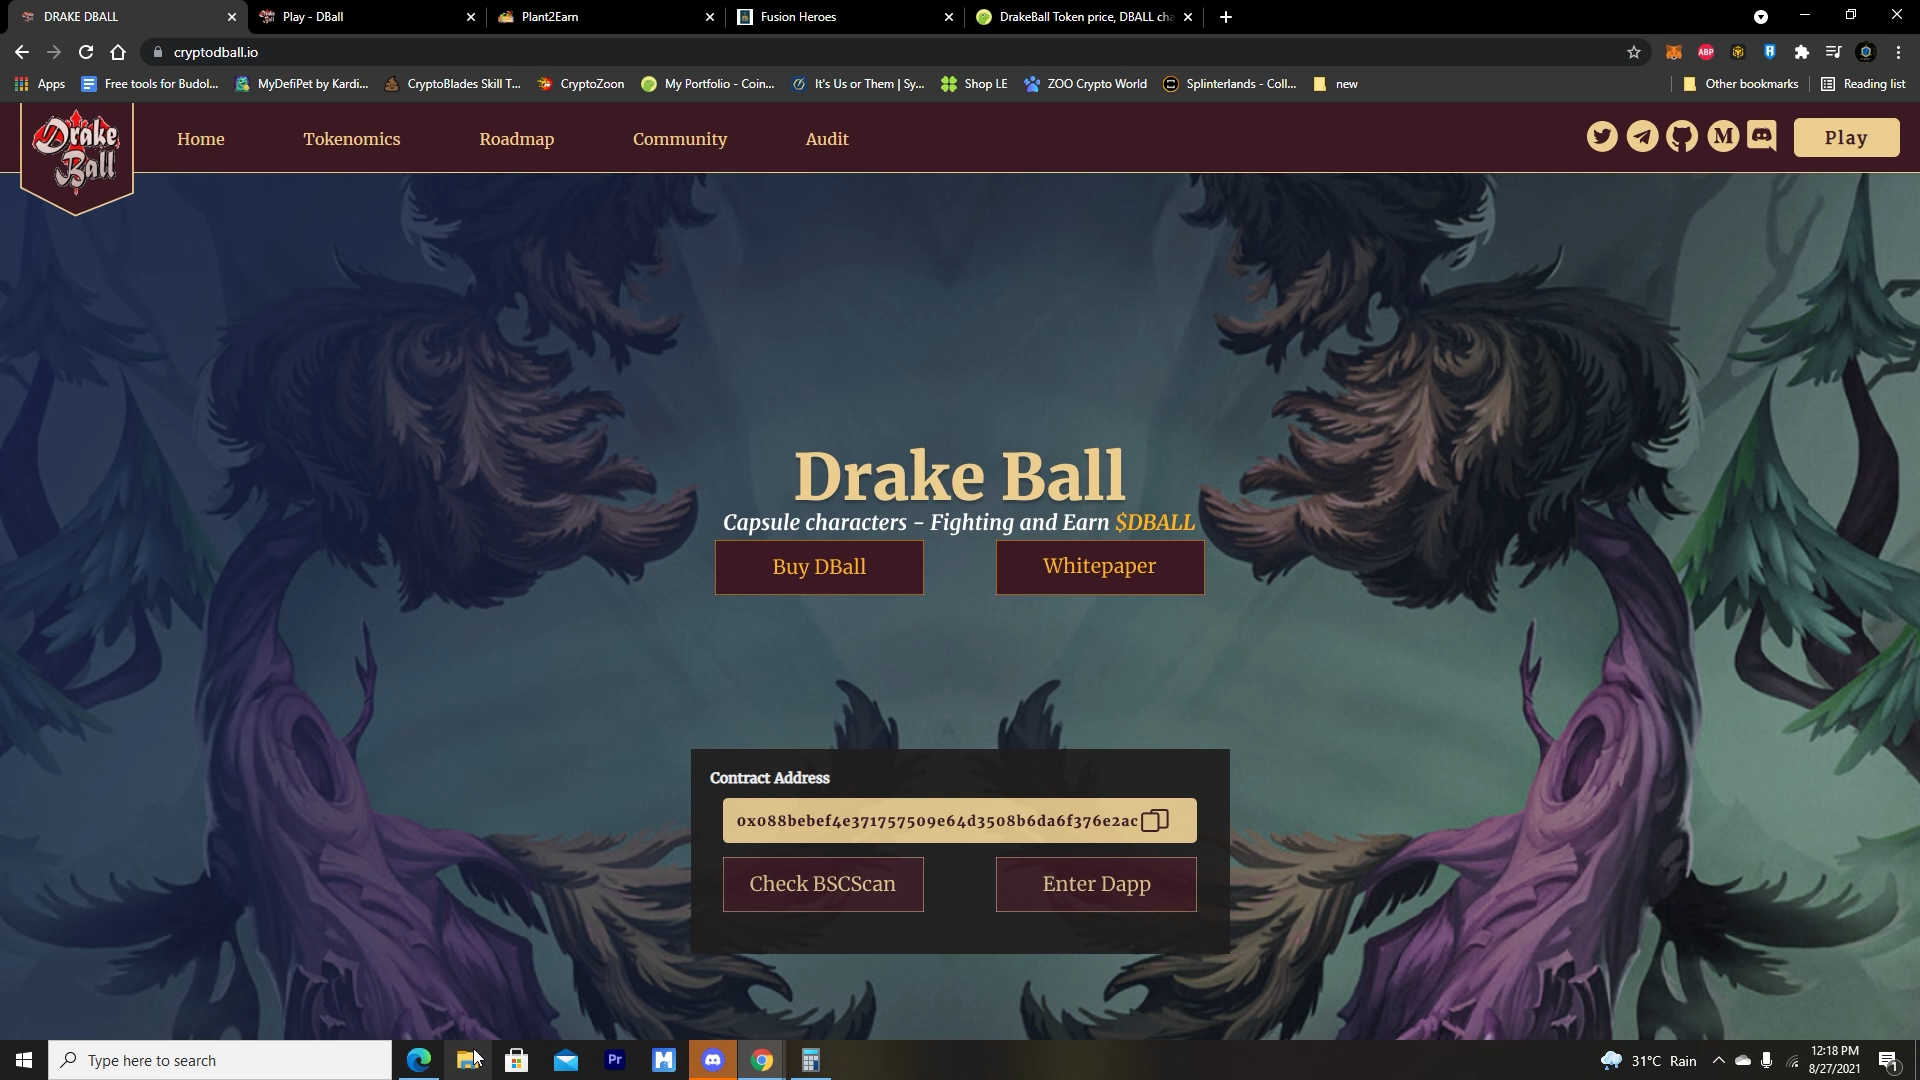 DRAKE DBALL
Play - DBall
Plant2Earn
Fusion Heroes
DrakeBall Token price, DBALL cha
cryptodball.io
ABP
Apps
Free tools for Budol...
MyDefiPet by Kardi...
CryptoBlades Skill T...
CryptoZoon
My Portfolio - Coin...
It's Us or Them | Sy...
Shop LE
ZOO Crypto World
Splinterlands - Coll...
new
Other bookmarks
Reading list
Drake
Ball
Home
Tokenomics
Roadmap
Community
Audit
M
Play
Drake Ball
Capsule characters - Fighting and Earn $DBALL
Buy DBall
Whitepaper
Contract Address
0x088bebef4e371757509e64d3508b6da6f376e2ac
Check BSCScan
Enter Dapp
Type here to search
Pr
M
31°C Rain
12:18 PM
8/27/2021
1